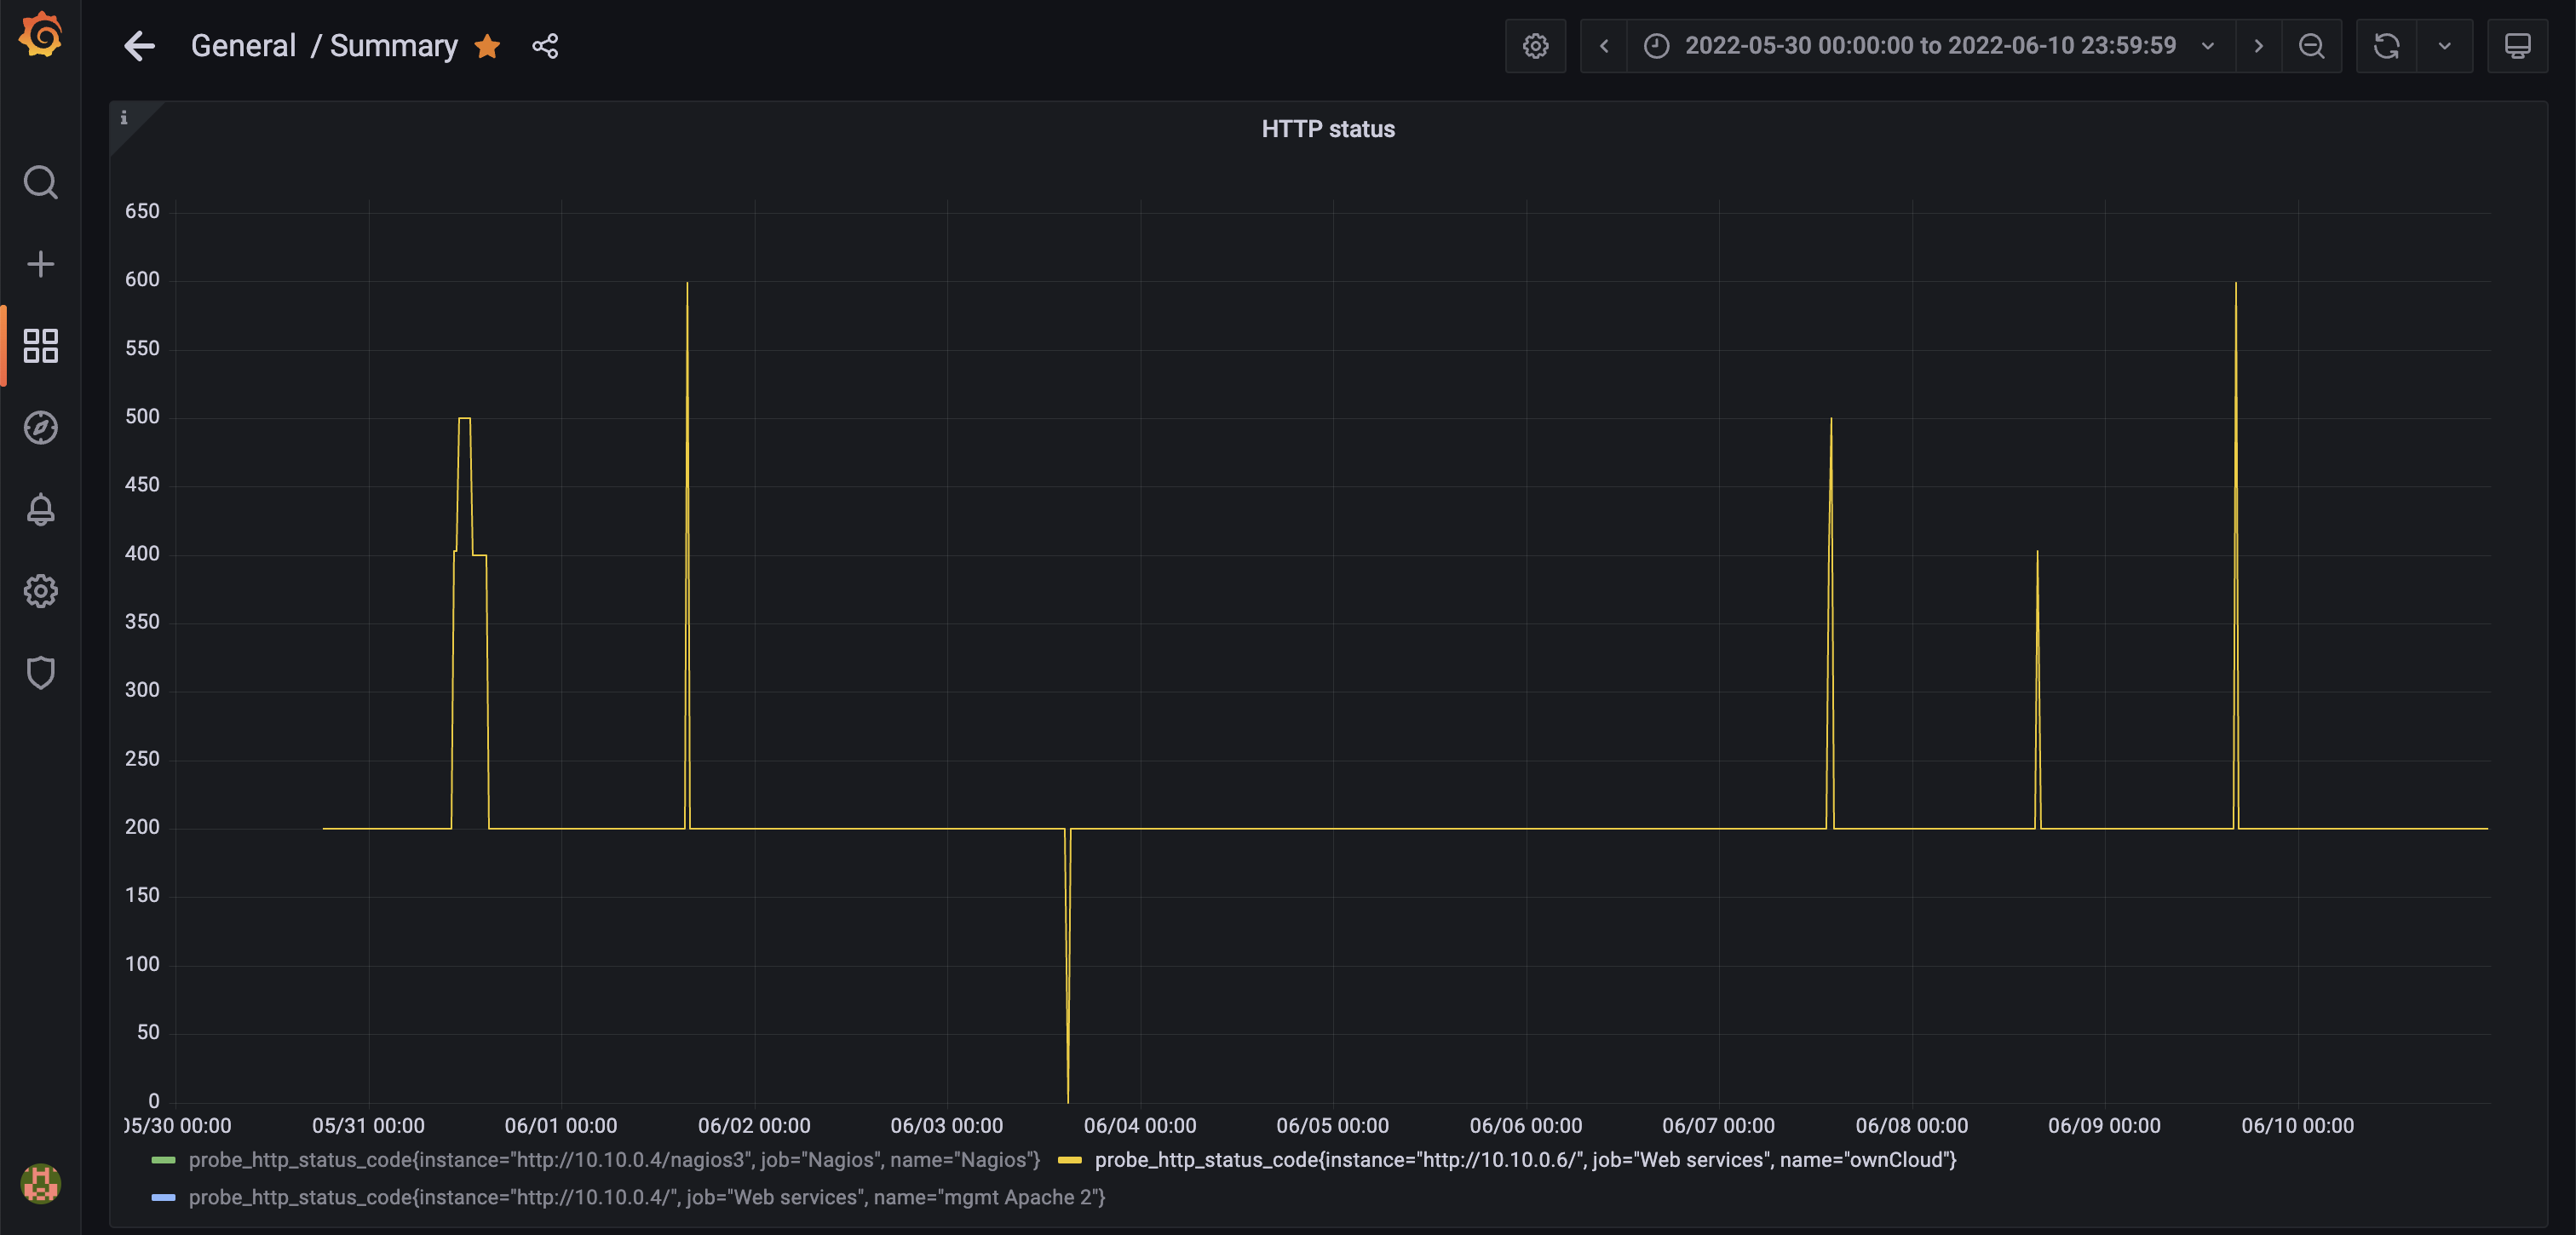 General / Summary
2022-05-30 00:00:00 to 2022-06-10 23:59:59
i
HTTP status
650
600
550
500
450
400
350
300
250
200
150
100
50
0
05/30 00:00 05/31 00:00 06/01 00:00 06/02 00:00 06/03 00:00 06/04 00:00 06/05 00:00 06/06 00:00 06/07 00:00 06/08 00:00 06/09 00:00 06/10 00:00
probe_http_status_code{instance="http://10.10.0.4/nagios3", job="Nagios", name="Nagios"} probe_http_status_code{instance="http://10.10.0.6/", job="Web services", name="ownCloud"}
probe_http_status_code{instance="http://10.10.0.4/", job="Web services", name="mgmt Apache 2"}